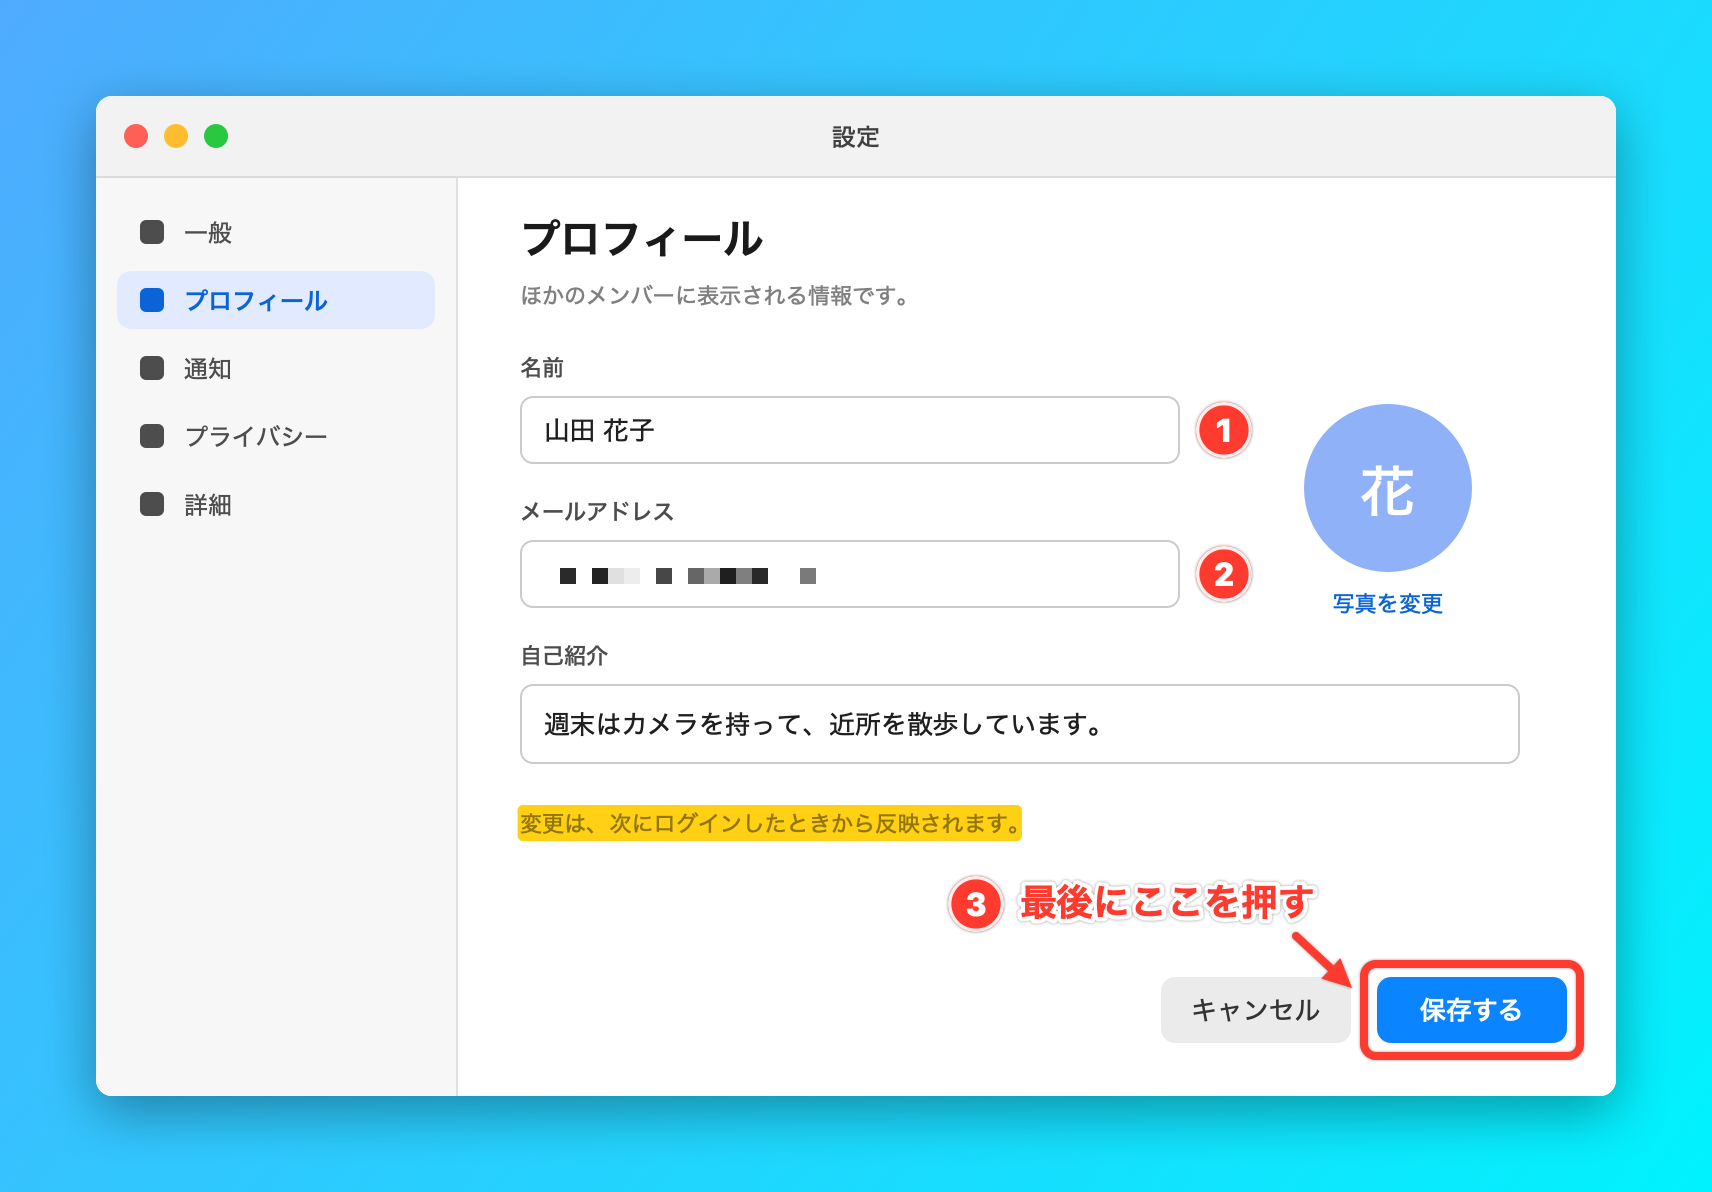 設定
一般
プロフィール
通知
プライバシー
詳細
プロフィール
ほかのメンバーに表示される情報です。
名前
山田 花子
1
花
写真を変更
メールアドレス
2
自己紹介
週末はカメラを持って、近所を散歩しています。
変更は、次にログインしたときから反映されます。
3 最後にここを押す
キャンセル
保存する